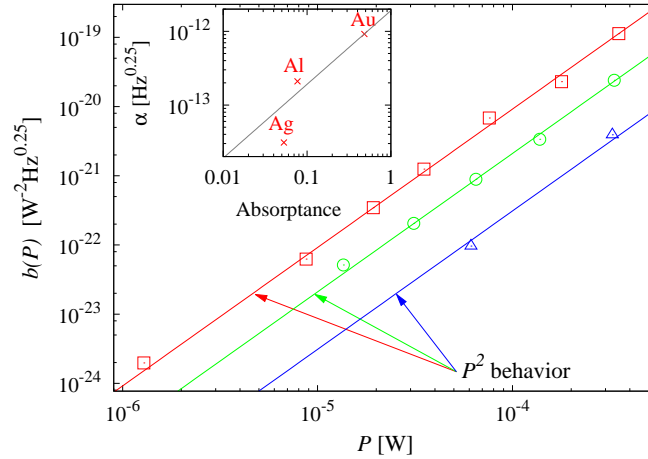 10^-19
10^-20
10^-21
10^-22
10^-23
10^-24
b(P) [W^-2Hz^0.25]
10^-12
10^-13
α [Hz^0.25]
Au
Al
Ag
0.01 0.1 1
Absorptance
P^2 behavior
10^-6 10^-5 10^-4
P [W]